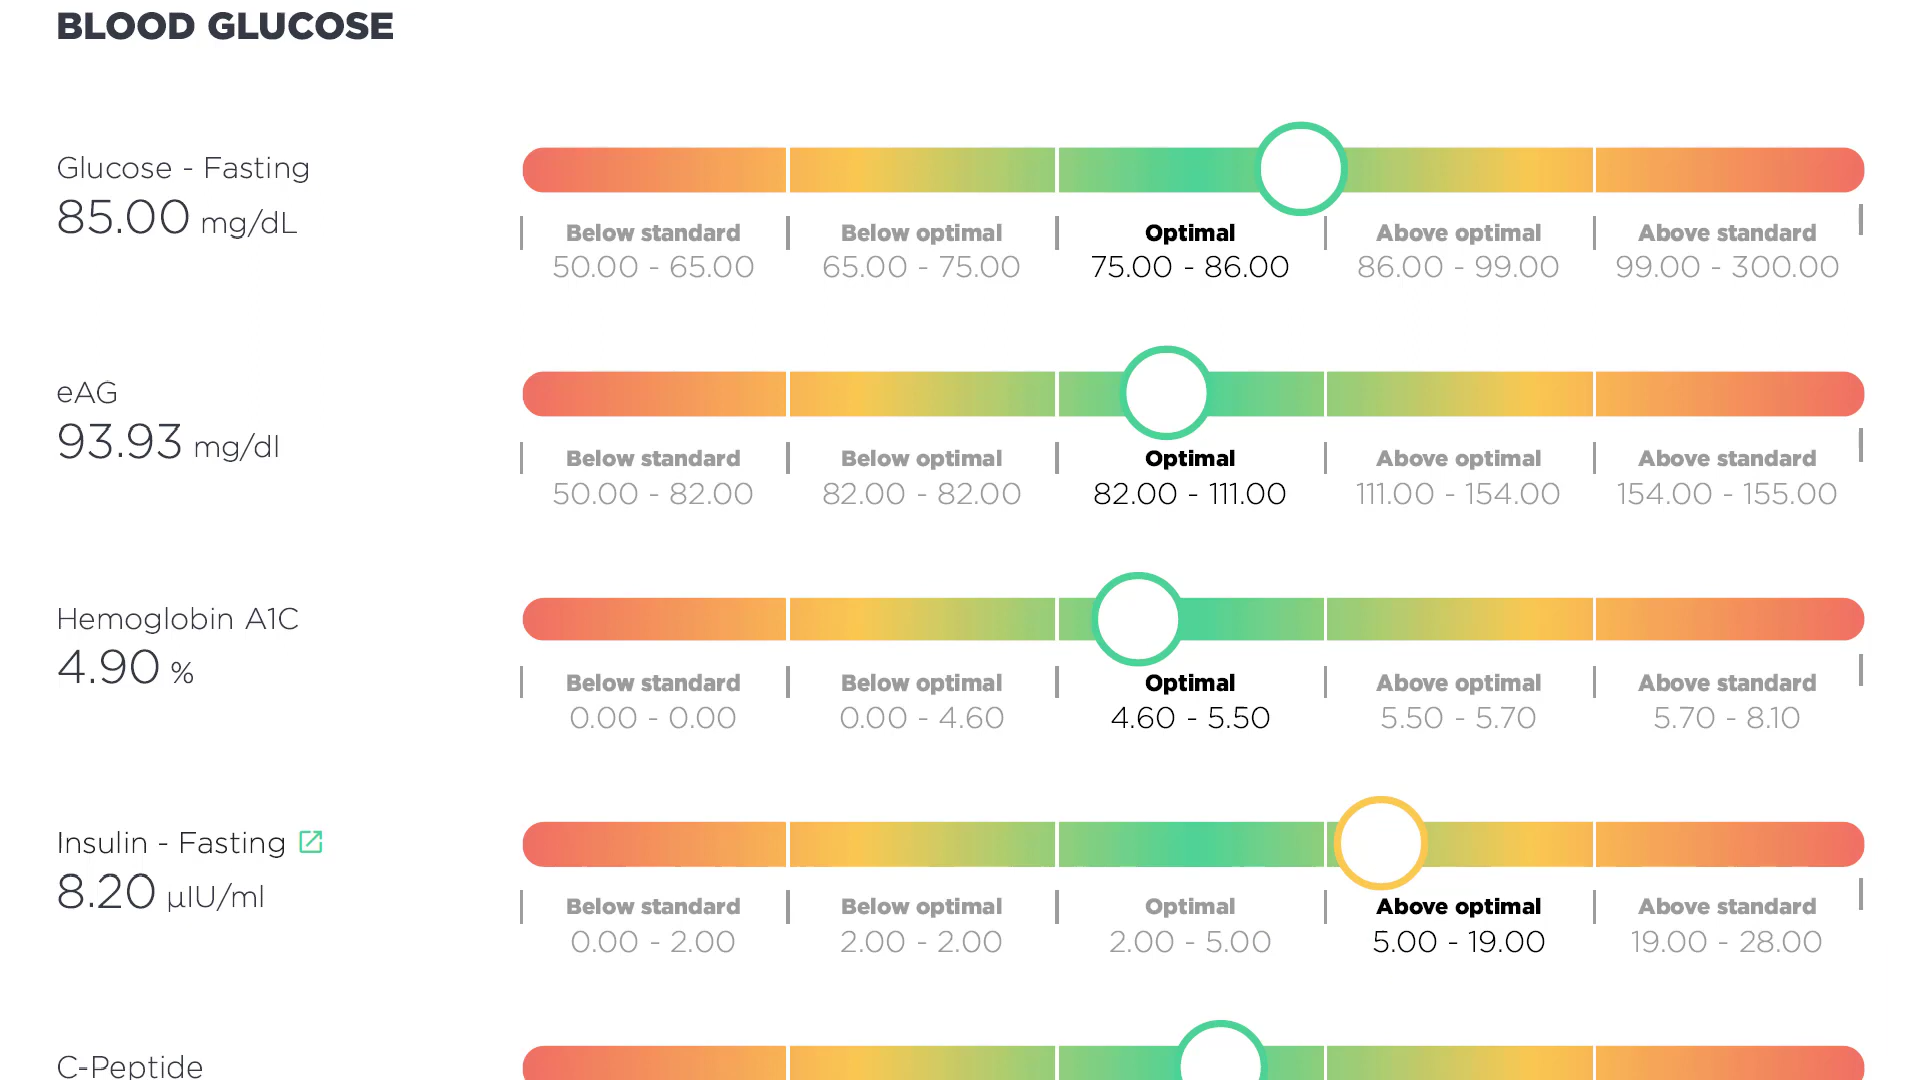 BLOOD GLUCOSE
Glucose - Fasting
85.00 mg/dL
Below standard Below optimal Optimal Above optimal Above standard
50.00 - 65.00 65.00 - 75.00 75.00 - 86.00 86.00 - 99.00 99.00 - 300.00
eAG
93.93 mg/dl
Below standard Below optimal Optimal Above optimal Above standard
50.00 - 82.00 82.00 - 82.00 82.00 - 111.00 111.00 - 154.00 154.00 - 155.00
Hemoglobin A1C
4.90 %
Below standard Below optimal Optimal Above optimal Above standard
0.00 - 0.00 0.00 - 4.60 4.60 - 5.50 5.50 - 5.70 5.70 - 8.10
Insulin - Fasting
8.20 µIU/ml
Below standard Below optimal Optimal Above optimal Above standard
0.00 - 2.00 2.00 - 2.00 2.00 - 5.00 5.00 - 19.00 19.00 - 28.00
C-Peptide